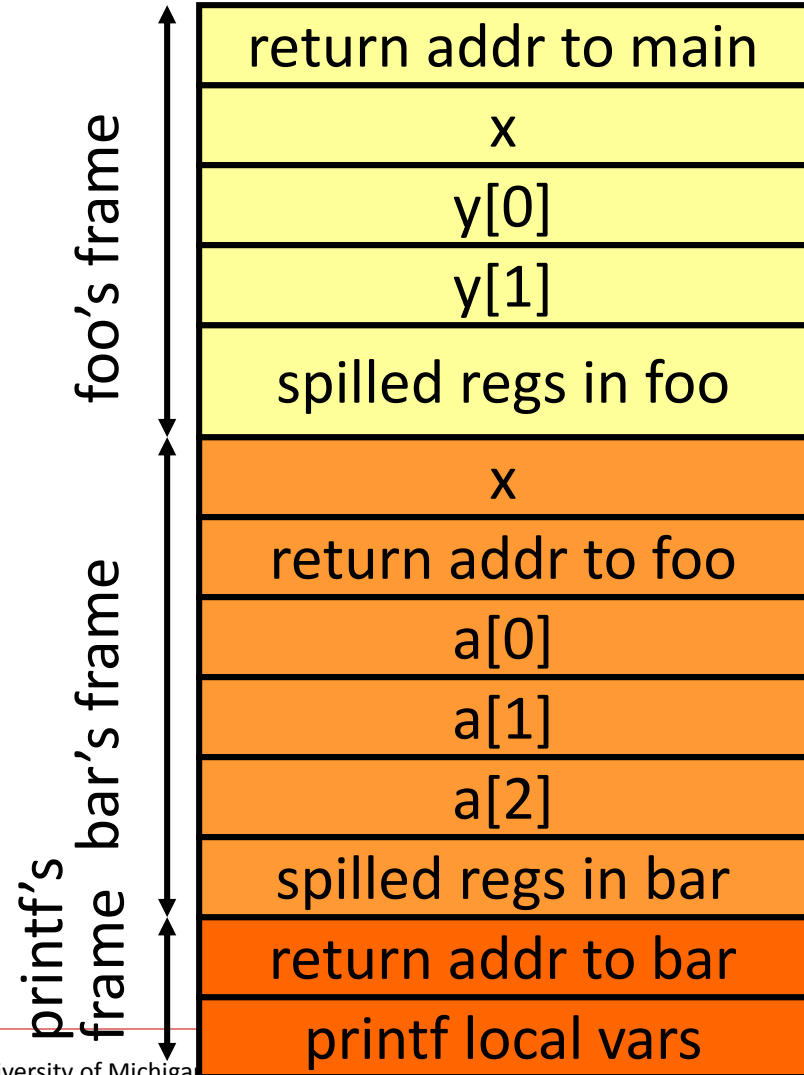 return addr to main
x
y[0]
y[1]
spilled regs in foo
foo's frame
x
return addr to foo
a[0]
a[1]
a[2]
spilled regs in bar
bar's frame
return addr to bar
printf local vars
printf's
frame
of